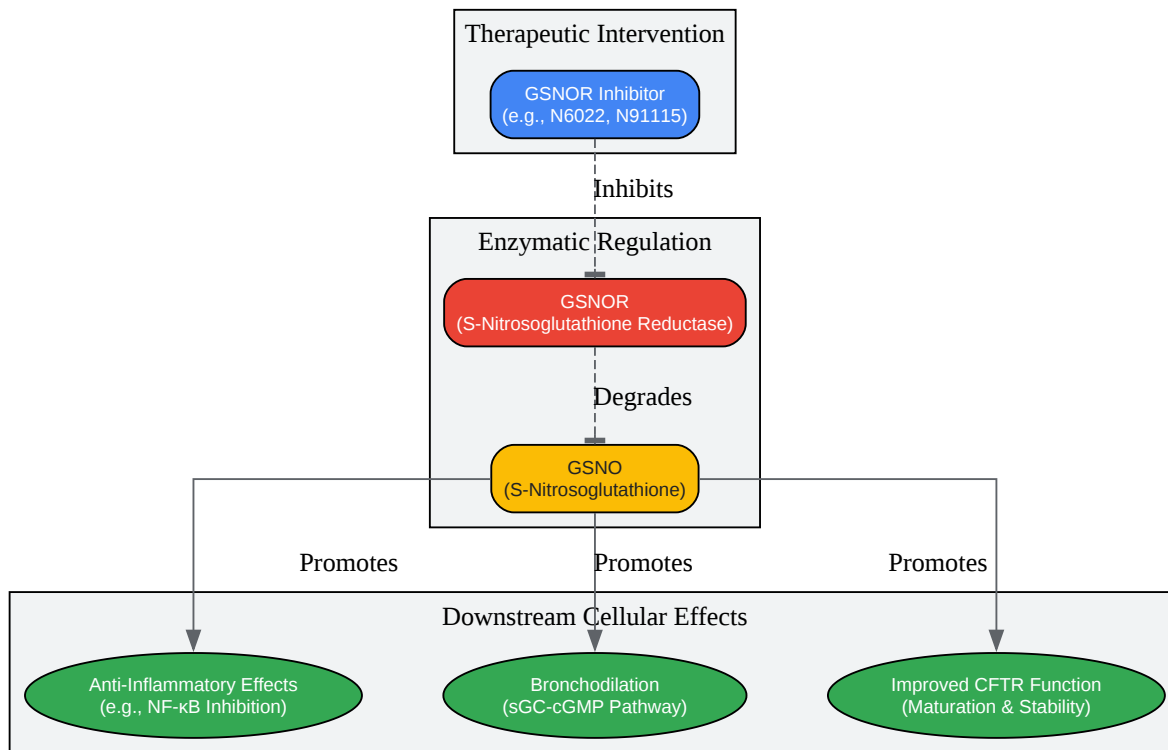 Therapeutic Intervention
GSNOR Inhibitor
(e.g., N6022, N91115)
Inhibits
Enzymatic Regulation
GSNOR
(S-Nitrosoglutathione Reductase)
Degrades
GSNO
(S-Nitrosoglutathione)
Promotes
Promotes
Promotes
Downstream Cellular Effects
Anti-Inflammatory Effects
(e.g., NF-κB Inhibition)
Bronchodilation
(sGC-cGMP Pathway)
Improved CFTR Function
(Maturation & Stability)